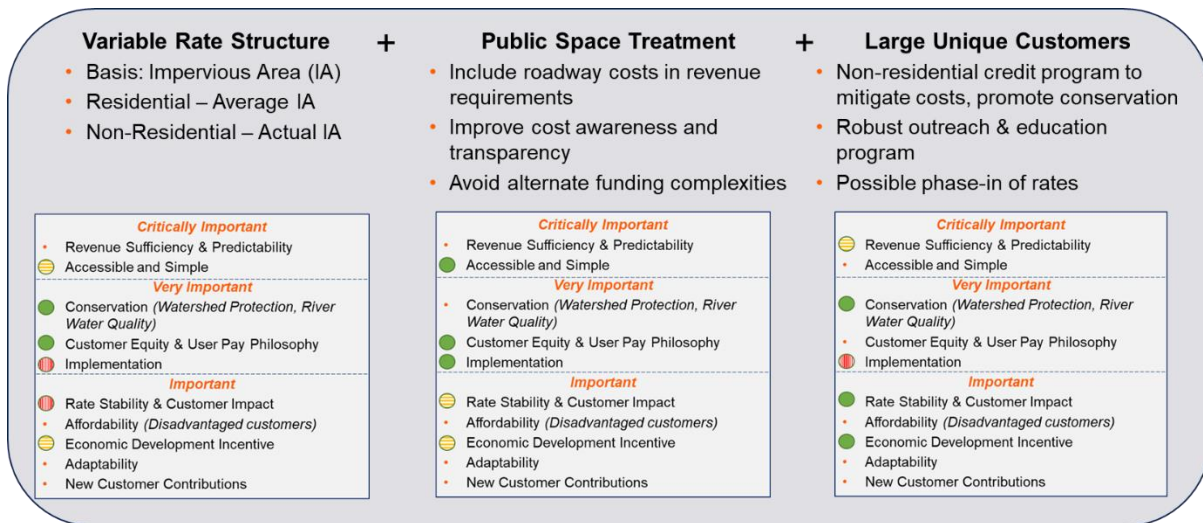 Variable Rate Structure
• Basis: Impervious Area (IA)
• Residential – Average IA
• Non-Residential – Actual IA
+
Public Space Treatment
• Include roadway costs in revenue
requirements
• Improve cost awareness and
transparency
• Avoid alternate funding complexities
+
Large Unique Customers
• Non-residential credit program to
mitigate costs, promote conservation
• Robust outreach & education
program
• Possible phase-in of rates
Critically Important
• Revenue Sufficiency & Predictability
Accessible and Simple
Very Important
Conservation (Watershed Protection, River
Water Quality)
Customer Equity & User Pay Philosophy
Implementation
Important
Rate Stability & Customer Impact
• Affordability (Disadvantaged customers)
Economic Development Incentive
• Adaptability
• New Customer Contributions
Critically Important
• Revenue Sufficiency & Predictability
Accessible and Simple
Very Important
• Conservation (Watershed Protection, River
Water Quality)
Customer Equity & User Pay Philosophy
Implementation
Important
Rate Stability & Customer Impact
• Affordability (Disadvantaged customers)
Economic Development Incentive
• Adaptability
• New Customer Contributions
Critically Important
Revenue Sufficiency & Predictability
• Accessible and Simple
Very Important
Conservation (Watershed Protection, River
Water Quality)
• Customer Equity & User Pay Philosophy
Implementation
Important
Rate Stability & Customer Impact
• Affordability (Disadvantaged customers)
Economic Development Incentive
• Adaptability
• New Customer Contributions